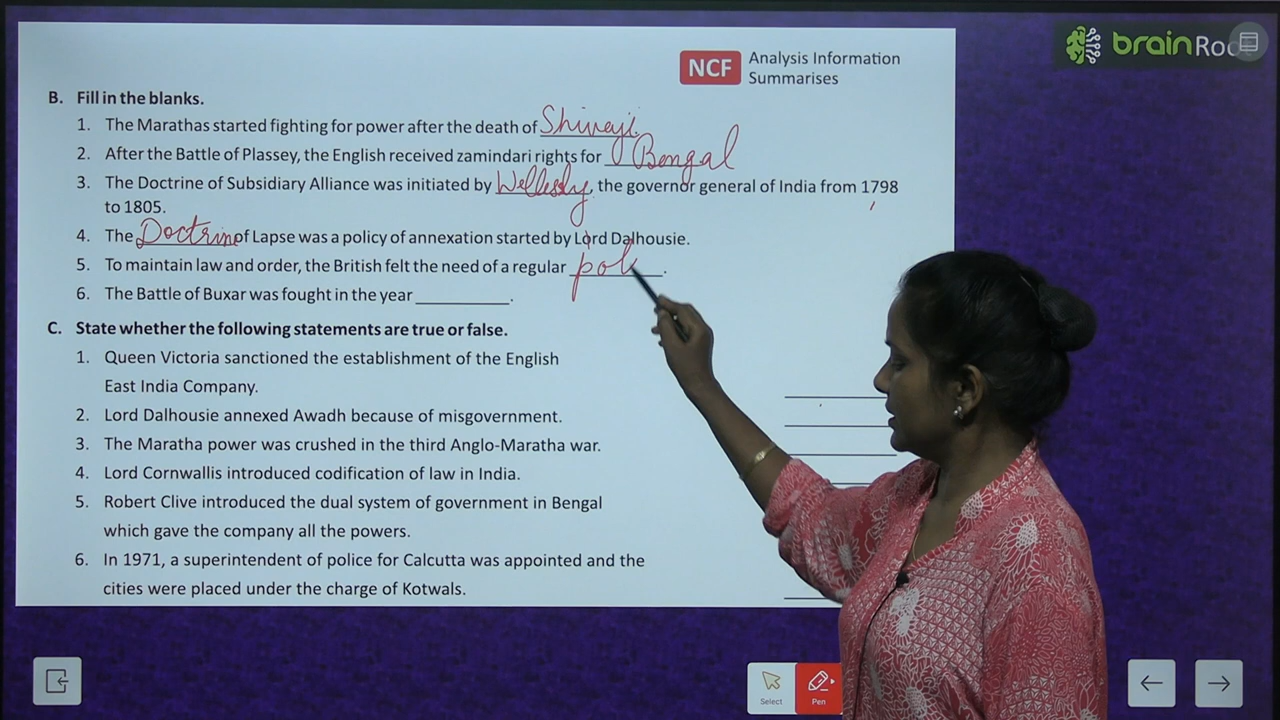 brainRoo
NCF Analysis Information
Summarises
B. Fill in the blanks.
1. The Marathas started fighting for power after the death of Shivaji.
2. After the Battle of Plassey, the English received zamindari rights for Bengal
3. The Doctrine of Subsidiary Alliance was initiated by Wellesly, the governor general of India from 1798
to 1805.
4. The Doctrine of Lapse was a policy of annexation started by Lord Dalhousie.
5. To maintain law and order, the British felt the need of a regular pol.
6. The Battle of Buxar was fought in the year ________.
C. State whether the following statements are true or false.
1. Queen Victoria sanctioned the establishment of the English
East India Company.
2. Lord Dalhousie annexed Awadh because of misgovernment.
3. The Maratha power was crushed in the third Anglo-Maratha war.
4. Lord Cornwallis introduced codification of law in India.
5. Robert Clive introduced the dual system of government in Bengal
which gave the company all the powers.
6. In 1971, a superintendent of police for Calcutta was appointed and the
cities were placed under the charge of Kotwals.
Select Pen